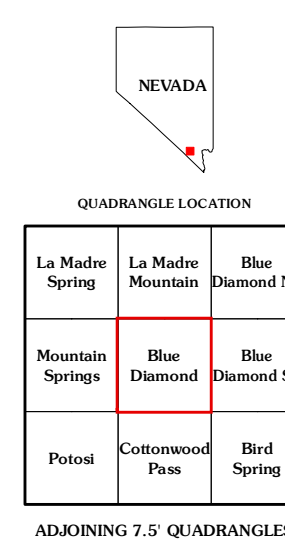 NEVADA
QUADRANGLE LOCATION
La Madre
Spring
La Madre
Mountain
Blue
Diamond N
Mountain
Springs
Blue
Diamond
Blue
Diamond S
Potosi
Cottonwood
Pass
Bird
Spring
ADJOINING 7.5' QUADRANGLES